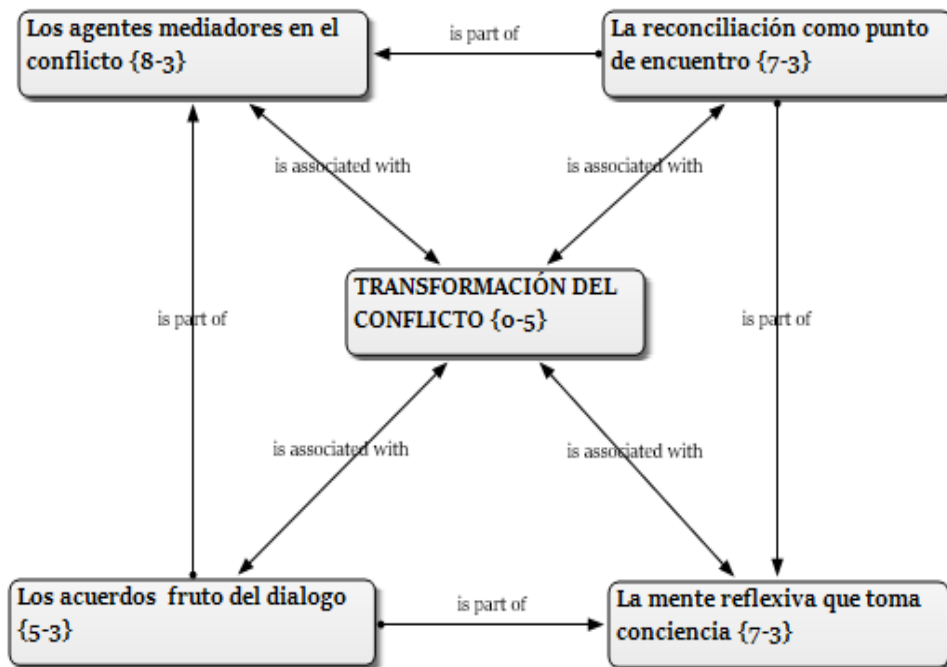 Los agentes mediadores en el
conflicto {8-3}
is part of
La reconciliación como punto
de encuentro {7-3}
is associated with
is associated with
TRANSFORMACIÓN DEL
CONFLICTO {0-5}
is part of
is part of
is associated with
is associated with
Los acuerdos fruto del dialogo
{5-3}
is part of
La mente reflexiva que toma
conciencia {7-3}